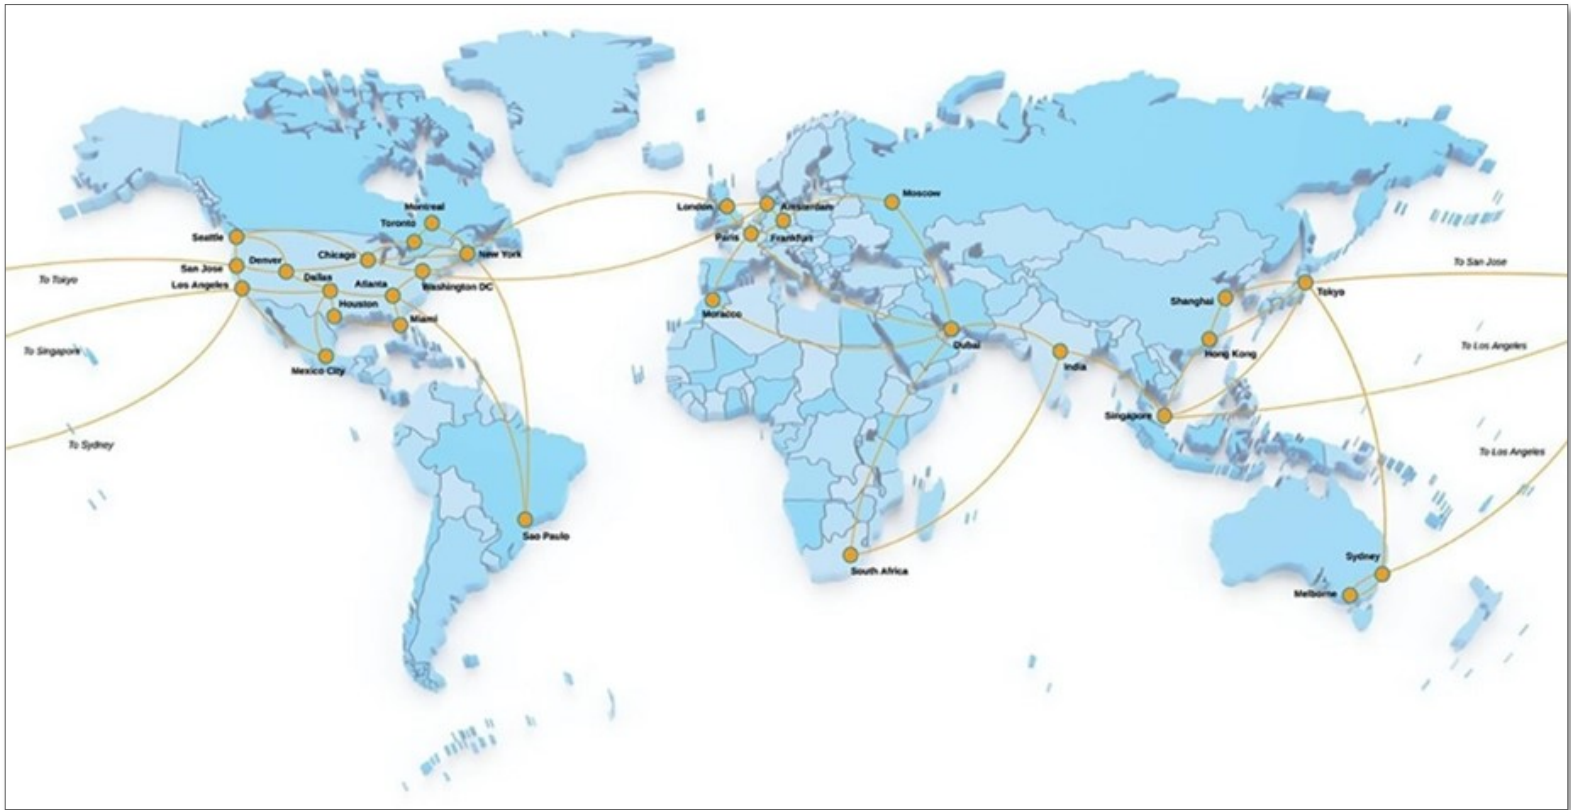 Moscow
Montreal
London
Amsterdam
Toronto
Seattle
Paris
Frankfurt
Chicago
New York
Denver
San Jose
To San Jose
To Tokyo
Dallas
Atlanta
Washington DC
Los Angeles
Tokyo
Shanghai
Houston
Morocco
Miami
Dubai
To Los Angeles
To Singapore
Hong Kong
India
Mexico City
Singapore
To Sydney
To Los Angeles
Sao Paulo
Sydney
South Africa
Melborne